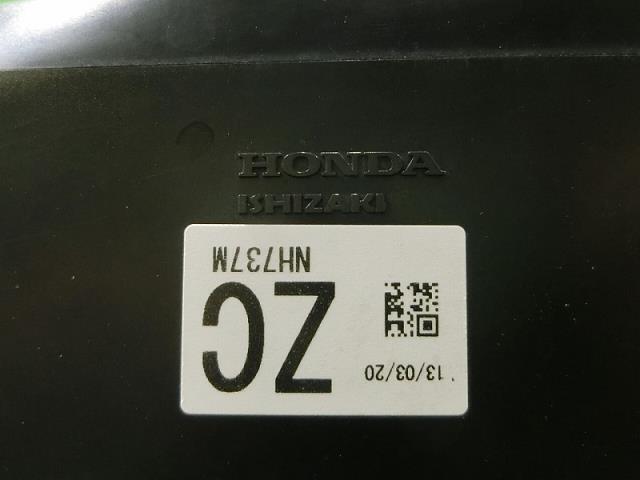 HONDA
ISHIZAKI
'13/03/20
ZC
NH737M